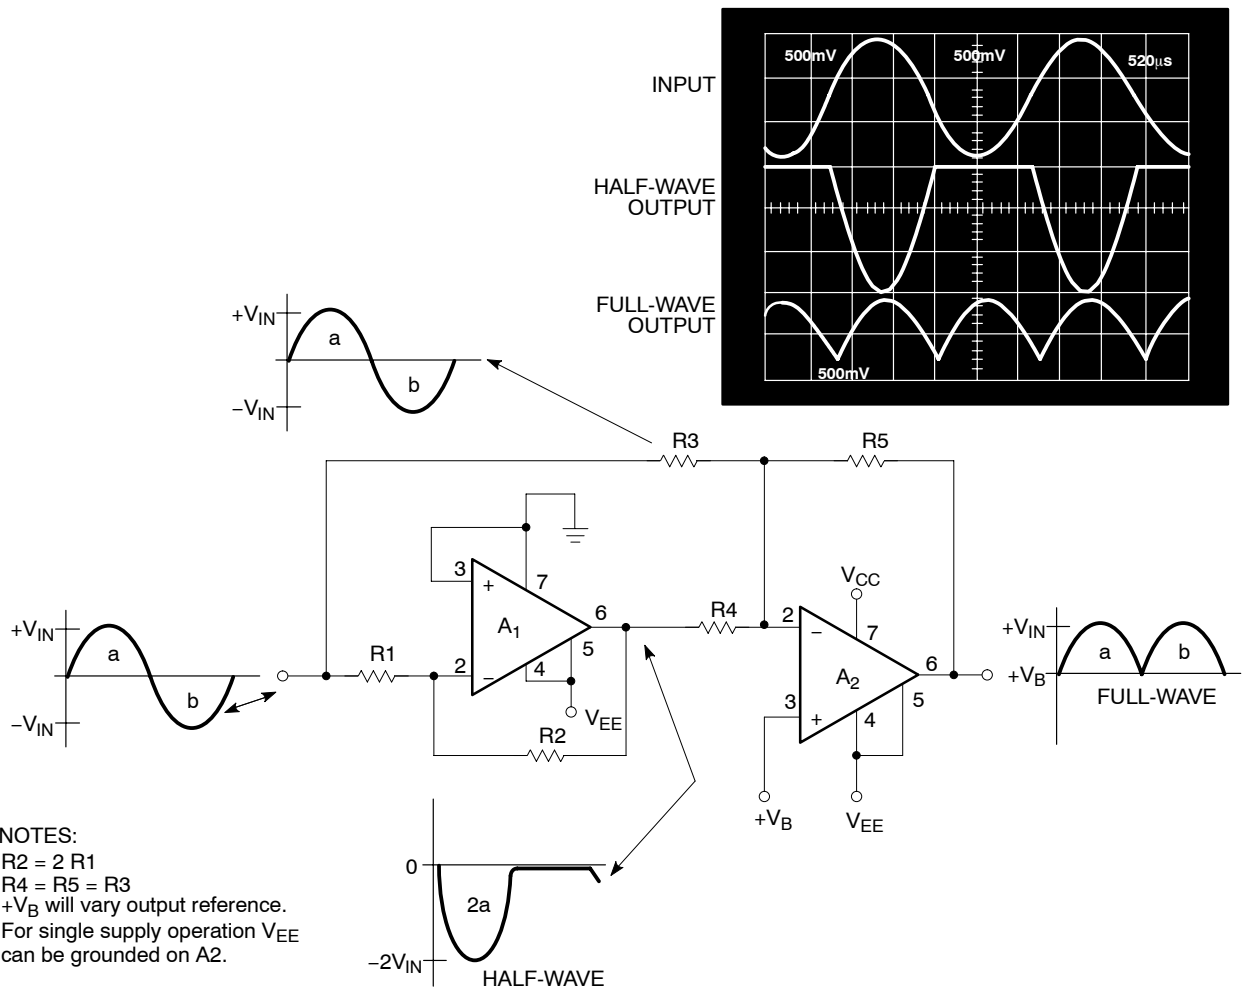 500mV
500mV
520μs
INPUT
HALF-WAVE
OUTPUT
FULL-WAVE
OUTPUT
500mV
+VIN
a
b
−VIN
R3
R5
3
+
7
A1
6
5
4
2
−
VEE
R1
R2
R4
VCC
2
−
7
A2
6
3
+
4
5
+VB
VEE
+VIN
a
b
−VIN
+VIN
a
b
+VB
FULL-WAVE
0
2a
−2VIN
HALF-WAVE
NOTES:
R2 = 2 R1
R4 = R5 = R3
+VB will vary output reference.
For single supply operation VEE
can be grounded on A2.